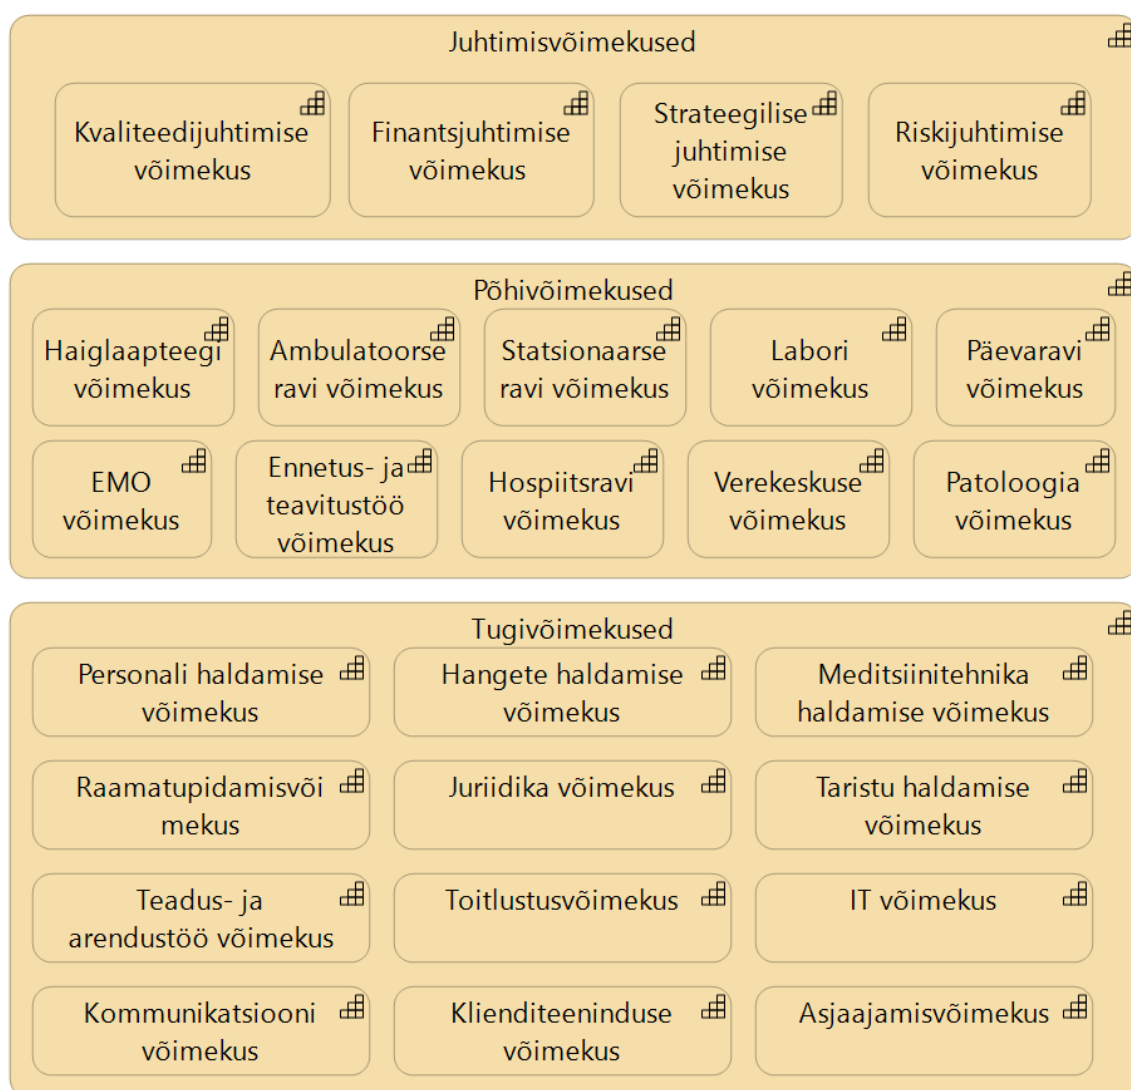 Juhtimisvõimekused
Kvaliteedijuhtimise
võimekus
Finantsjuhtimise
võimekus
Strateegilise
juhtimise
võimekus
Riskijuhtimise
võimekus
Põhivõimekused
Haiglaapteegi
võimekus
Ambulatoorse
ravi võimekus
Statsionaarse
ravi võimekus
Labori
võimekus
Päevaravi
võimekus
EMO
võimekus
Ennetus- ja
teavitustöö
võimekus
Hospiitsravi
võimekus
Verekeskuse
võimekus
Patoloogia
võimekus
Tugivõimekused
Personali haldamise
võimekus
Hangete haldamise
võimekus
Meditsiinitehnika
haldamise võimekus
Raamatupidamisvõi
mekus
Juriidika võimekus
Taristu haldamise
võimekus
Teadus- ja
arendustöö võimekus
Toitlustusvõimekus
IT võimekus
Kommunikatsiooni
võimekus
Klienditeeninduse
võimekus
Asjaajamisvõimekus